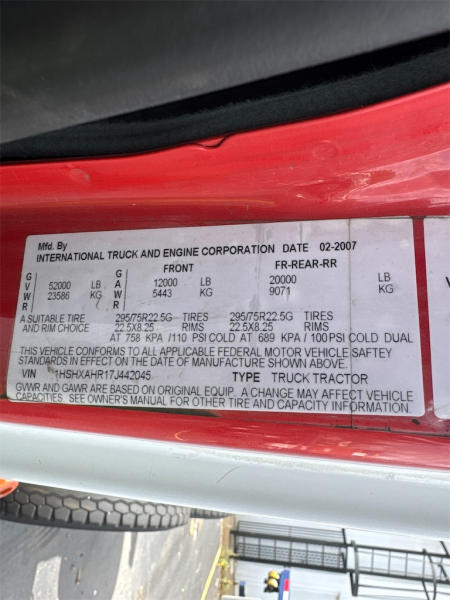 Mfd. By
INTERNATIONAL TRUCK AND ENGINE CORPORATION DATE 02-2007
FRONT FR-REAR-RR
GVWR 52000 LB 23586 KG GAWR 12000 LB 5443 KG 20000 LB 9071 KG
A SUITABLE TIRE 295/75R22.5G TIRES 295/75R22.5G TIRES
AND RIM CHOICE 22.5X8.25 RIMS 22.5X8.25 RIMS
AT 758 KPA /110 PSI COLD AT 689 KPA / 100 PSI COLD DUAL
THIS VEHICLE CONFORMS TO ALL APPLICABLE FEDERAL MOTOR VEHICLE SAFTEY
STANDARDS IN EFFECT ON THE DATE OF MANUFACTURE SHOWN ABOVE.
VIN 1HSHXAHR17J442045 TYPE TRUCK TRACTOR
GVWR AND GAWR ARE BASED ON ORIGINAL EQUIP. A CHANGE MAY AFFECT VEHICLE
CAPACITIES. SEE OWNER'S MANUAL FOR OTHER TIRE AND CAPACITY INFORMATION.